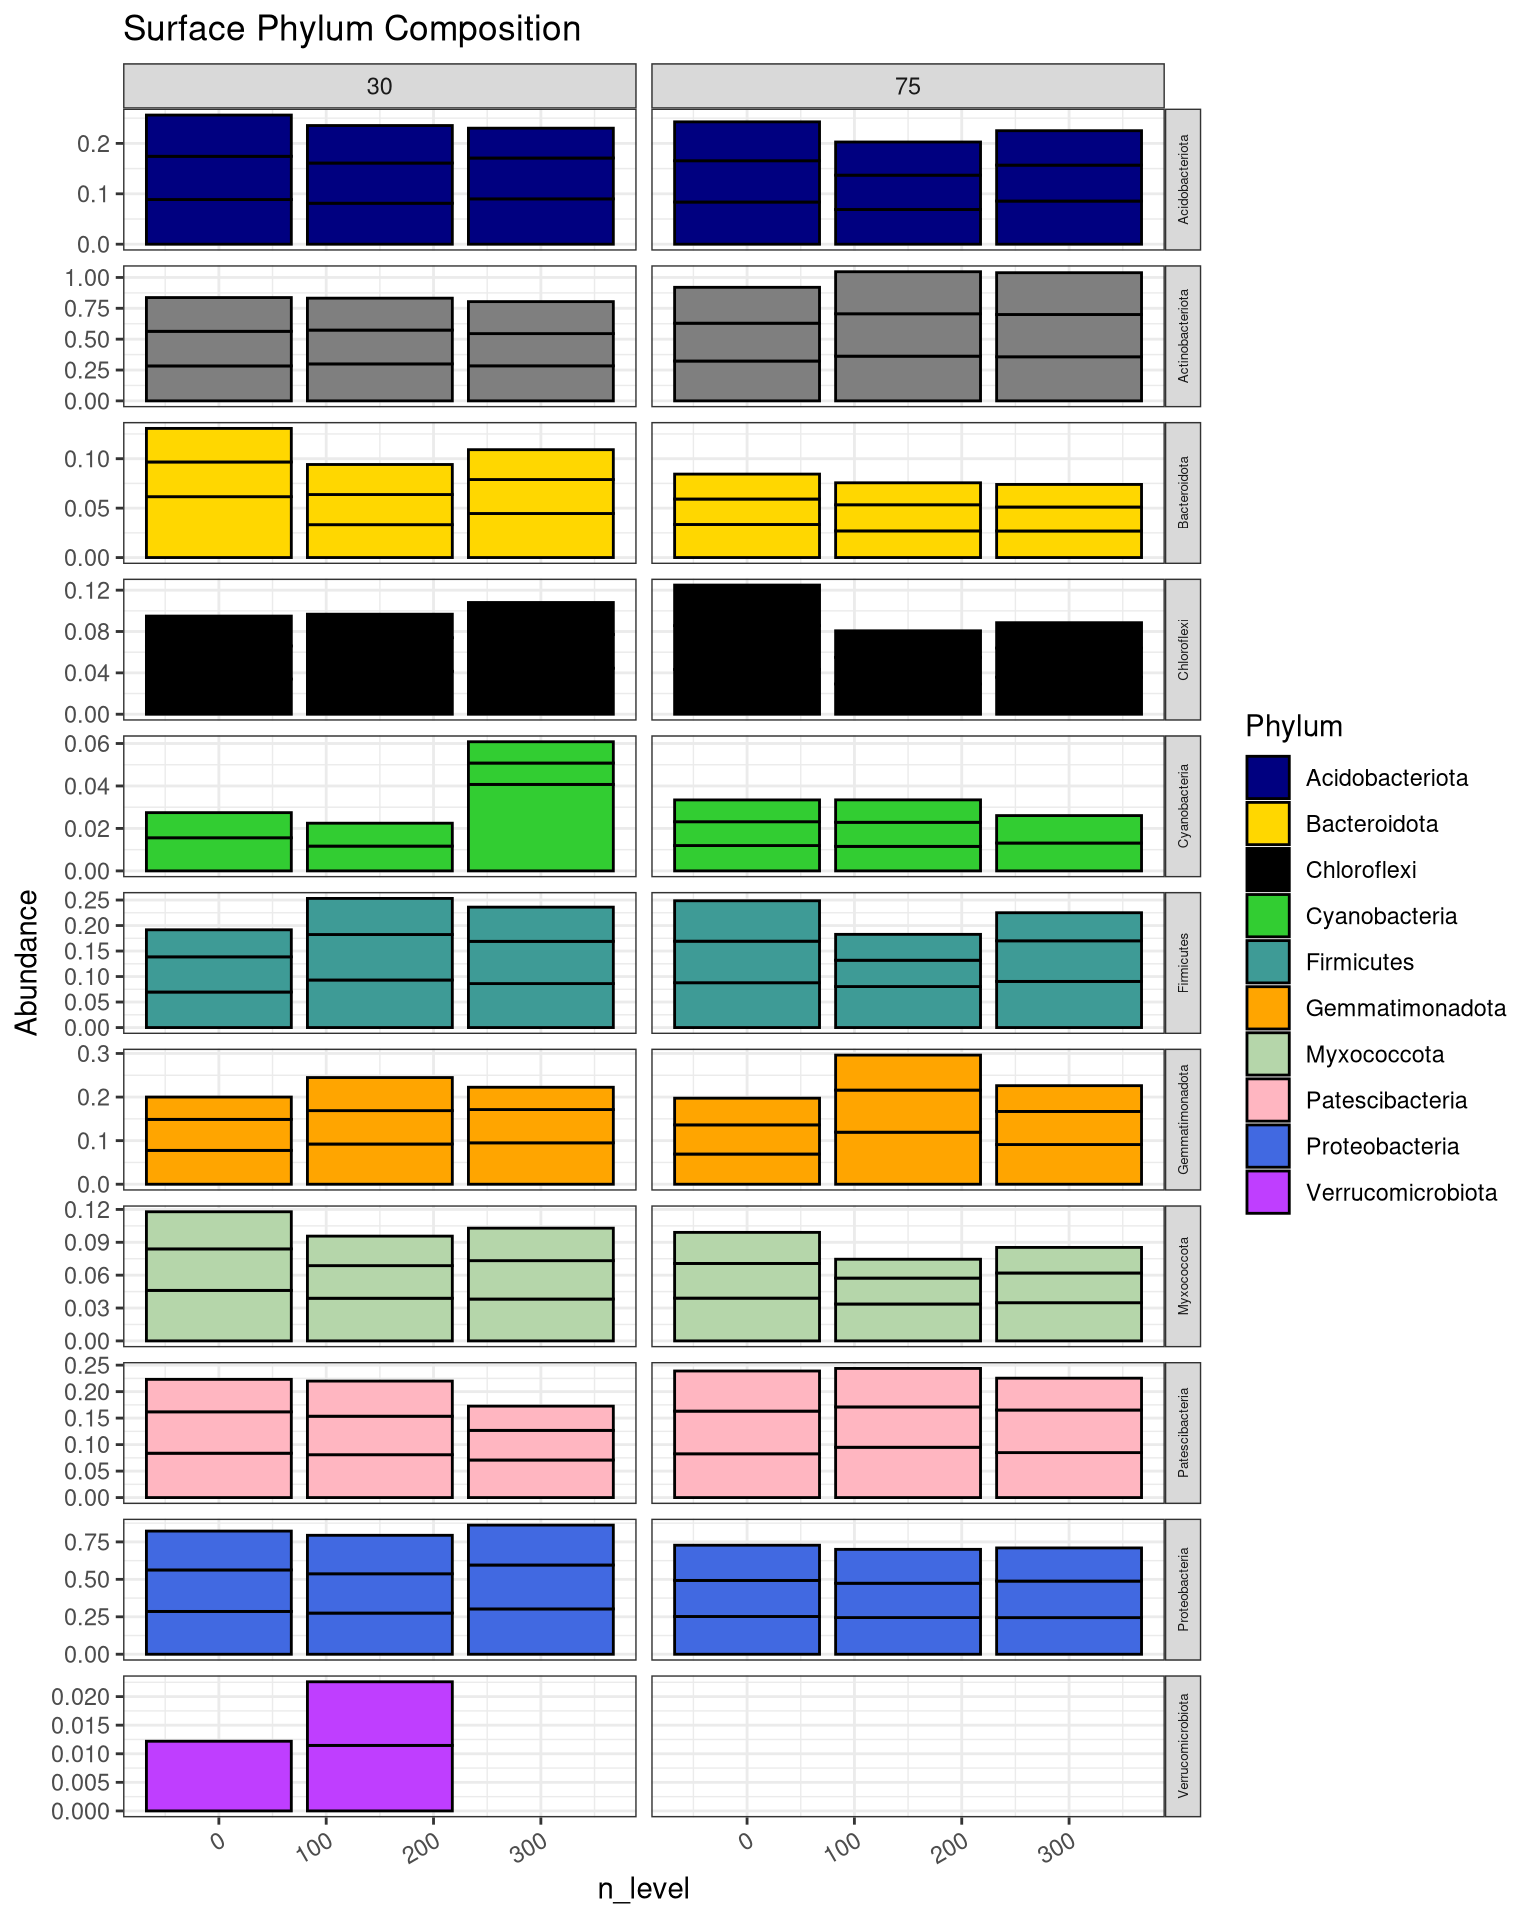 Surface Phylum Composition
30
75
0.2
0.1
0.0
Acidobacteriota
1.00
0.75
0.50
0.25
0.00
Actinobacteriota
0.10
0.05
0.00
Bacteroidota
0.12
0.08
0.04
0.00
Chloroflexi
0.06
0.04
0.02
0.00
Cyanobacteria
0.25
0.20
0.15
0.10
0.05
0.00
Firmicutes
0.3
0.2
0.1
0.0
Gemmatimonadota
0.12
0.09
0.06
0.03
0.00
Myxococcota
0.25
0.20
0.15
0.10
0.05
0.00
Patescibacteria
0.75
0.50
0.25
0.00
Proteobacteria
0.020
0.015
0.010
0.005
0.000
Verrucomicrobiota
0 100 200 300
0 100 200 300
n_level
Abundance
Phylum
Acidobacteriota
Bacteroidota
Chloroflexi
Cyanobacteria
Firmicutes
Gemmatimonadota
Myxococcota
Patescibacteria
Proteobacteria
Verrucomicrobiota